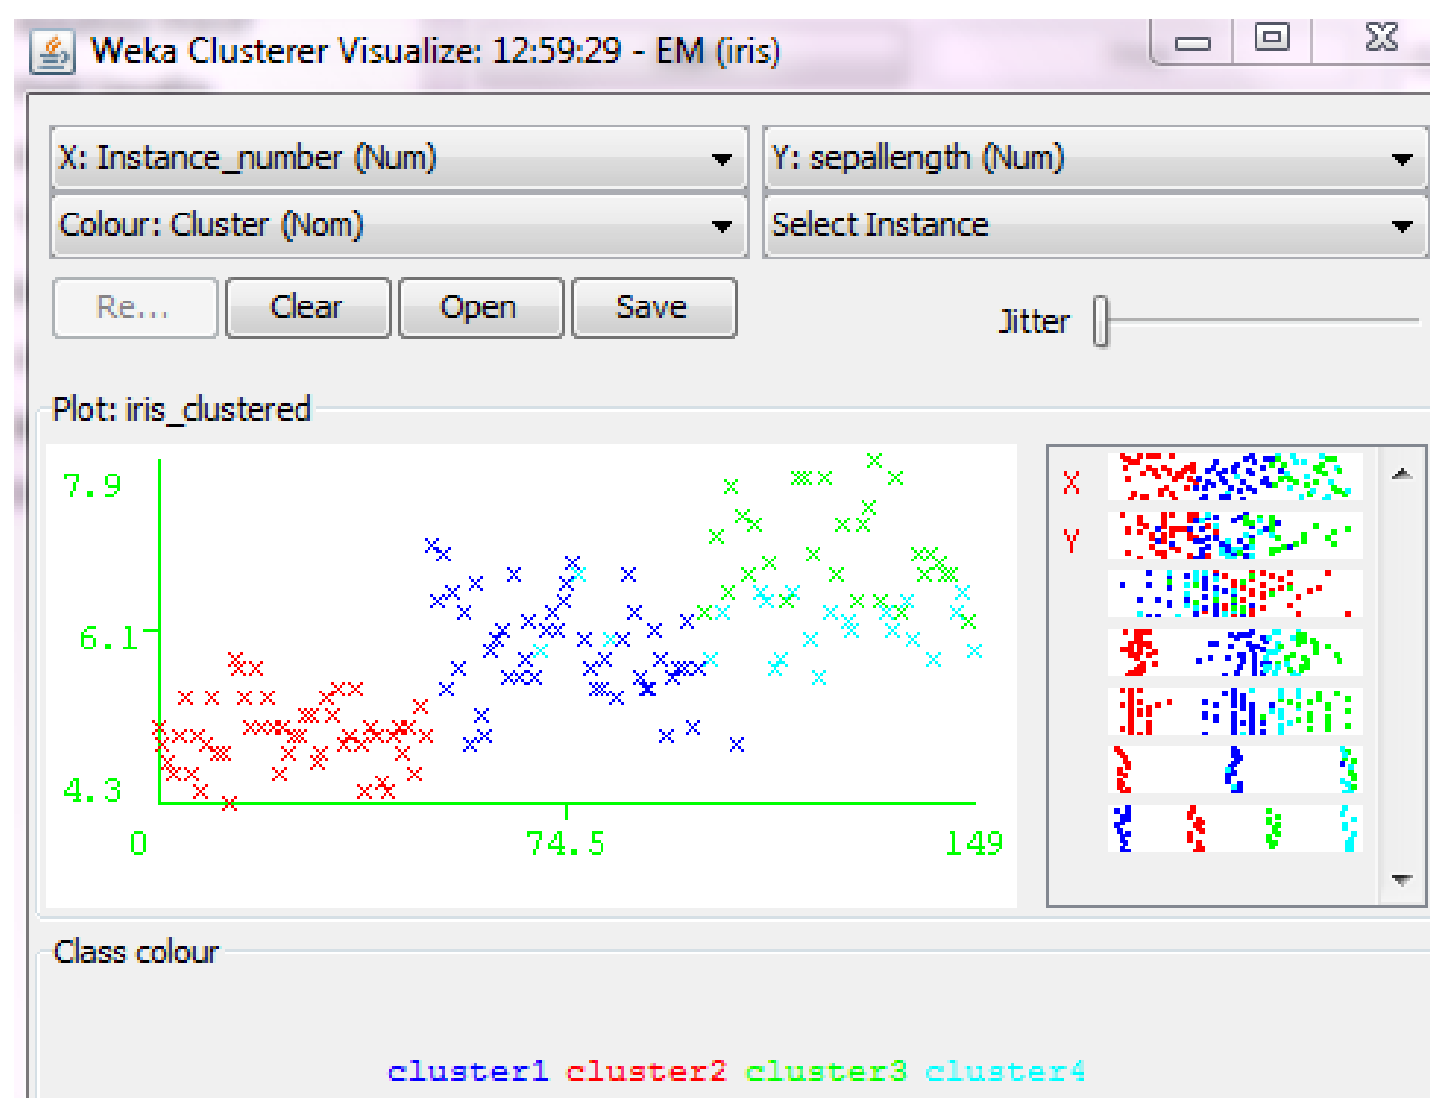 Weka Clusterer Visualize: 12:59:29 - EM (iris)
X: Instance_number (Num) Y: sepallength (Num)
Colour: Cluster (Nom) Select Instance
Re... Clear Open Save Jitter
Plot: iris_clustered
7.9
6.1
4.3
0 74.5 149
X
Y
Class colour
cluster1 cluster2 cluster3 cluster4